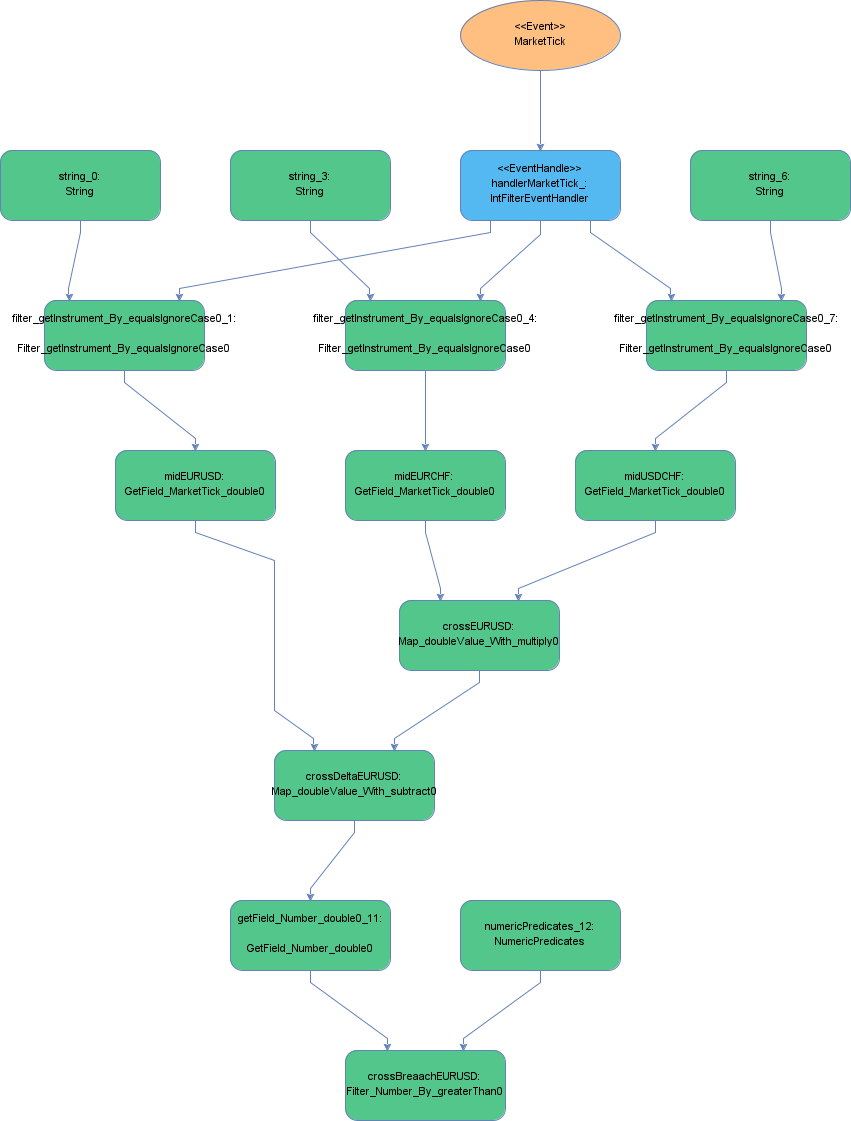 <<Event>>
MarketTick
string_0:
String
string_3:
String
<<EventHandle>>
handlerMarketTick_:
IntFilterEventHandler
string_6:
String
filter_getInstrument_By_equalsIgnoreCase0_1:
Filter_getInstrument_By_equalsIgnoreCase0
filter_getInstrument_By_equalsIgnoreCase0_4:
Filter_getInstrument_By_equalsIgnoreCase0
filter_getInstrument_By_equalsIgnoreCase0_7:
Filter_getInstrument_By_equalsIgnoreCase0
midEURUSD:
GetField_MarketTick_double0
midEURCHF:
GetField_MarketTick_double0
midUSDCHF:
GetField_MarketTick_double0
crossEURUSD:
Map_doubleValue_With_multiply0
crossDeltaEURUSD:
Map_doubleValue_With_subtract0
getField_Number_double0_11:
GetField_Number_double0
numericPredicates_12:
NumericPredicates
crossBreaachEURUSD:
Filter_Number_By_greaterThan0